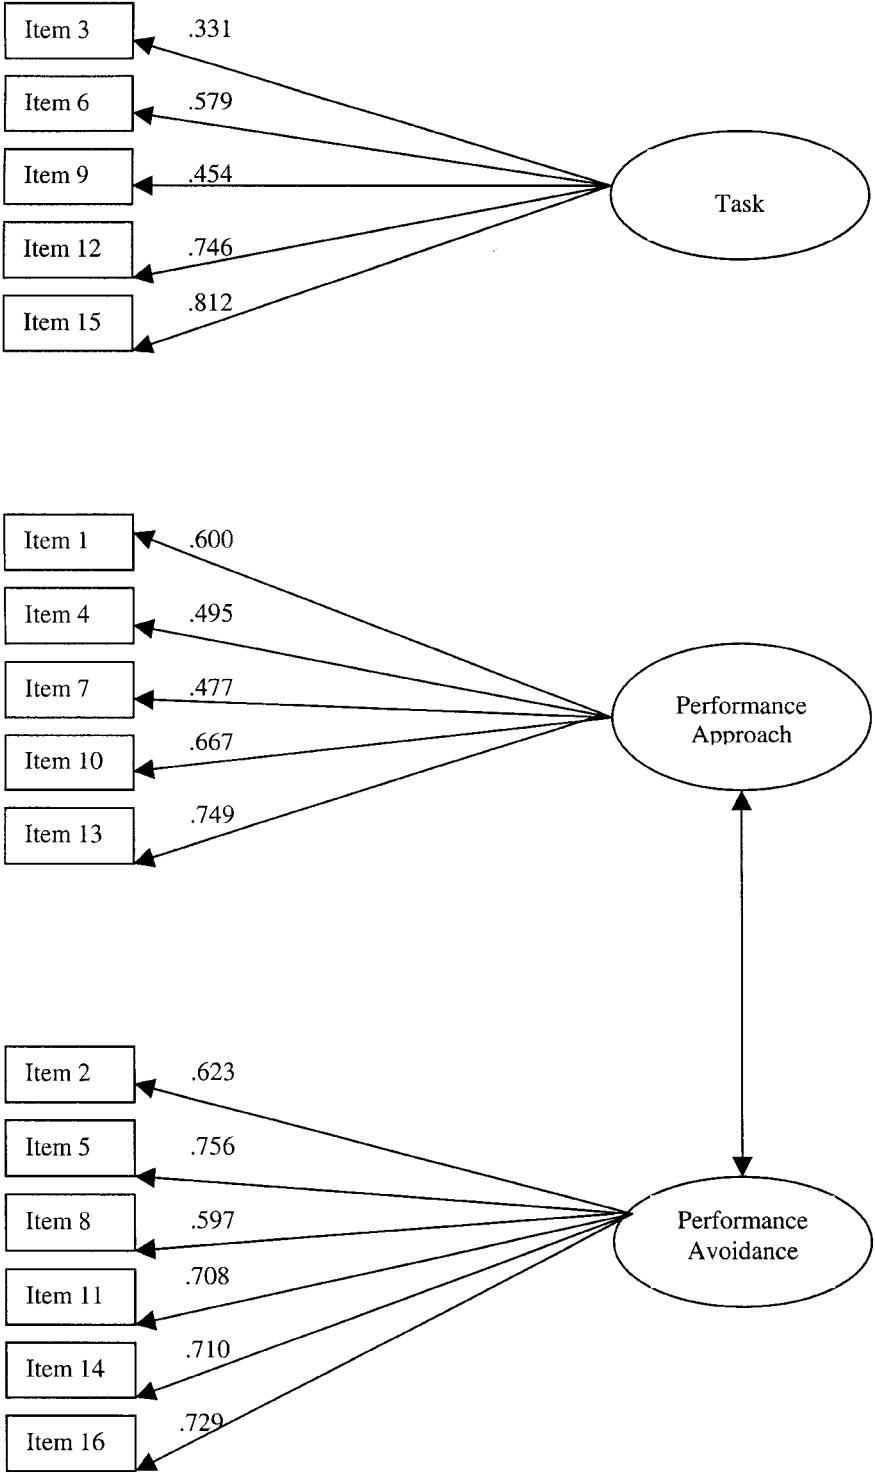 Item 3
.331
Item 6
.579
Item 9
.454
Task
Item 12
.746
Item 15
.812
Item 1
.600
Item 4
.495
Item 7
.477
Performance
Approach
Item 10
.667
Item 13
.749
Item 2
.623
Item 5
.756
Item 8
.597
Performance
Avoidance
Item 11
.708
Item 14
.710
Item 16
.729